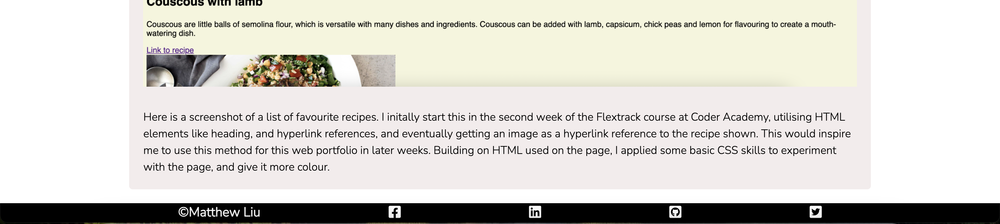 Couscous with lamb
Couscous are little balls of semolina flour, which is versatile with many dishes and ingredients. Couscous can be added with lamb, capsicum, chick peas and lemon for flavouring to create a mouth-
watering dish.
Link to recipe
Here is a screenshot of a list of favourite recipes. I initally start this in the second week of the Flextrack course at Coder Academy, utilising HTML
elements like heading, and hyperlink references, and eventually getting an image as a hyperlink reference to the recipe shown. This would inspire
me to use this method for this web portfolio in later weeks. Building on HTML used on the page, I applied some basic CSS skills to experiment
with the page, and give it more colour.
©Matthew Liu